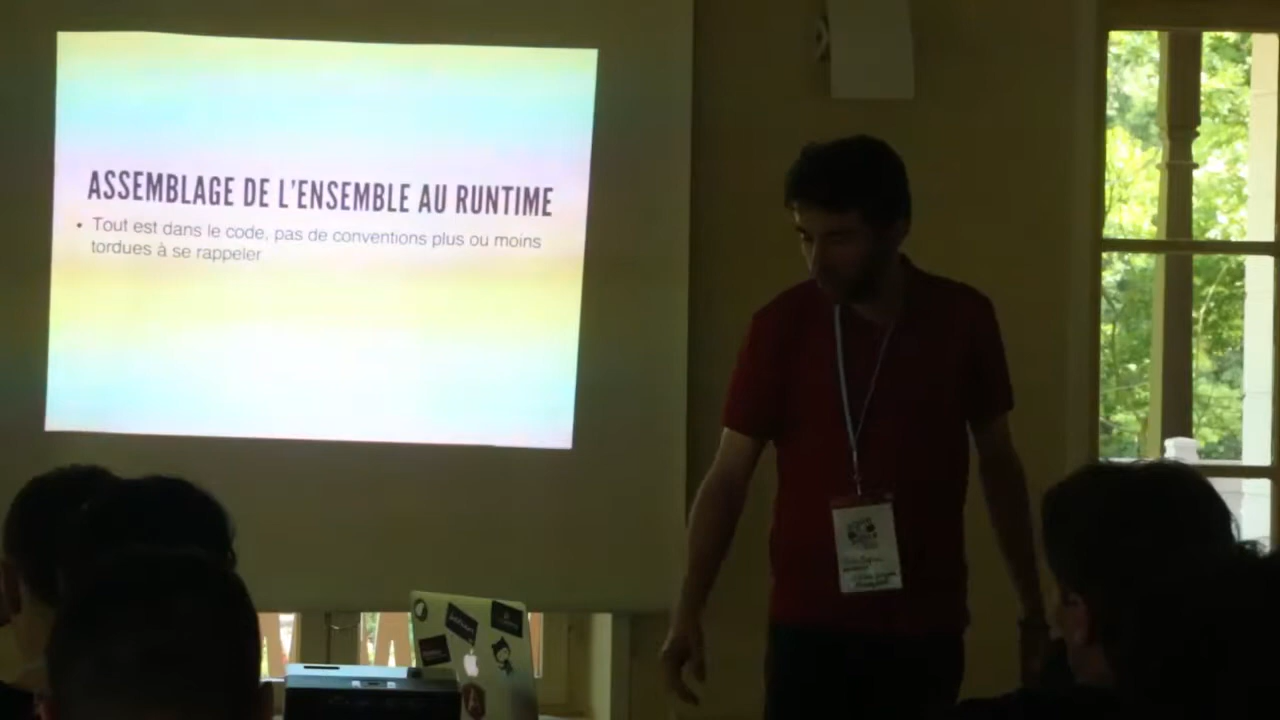 ASSEMBLAGE DE L'ENSEMBLE AU RUNTIME
• Tout est dans le code, pas de conventions plus ou moins
tordues à se rappeler